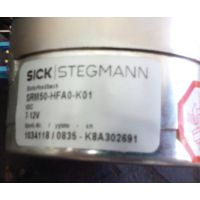 SICK | STEGMANN
SRM50-HFA0-K01
7-12V
1034118 / 0835 - K8A302691